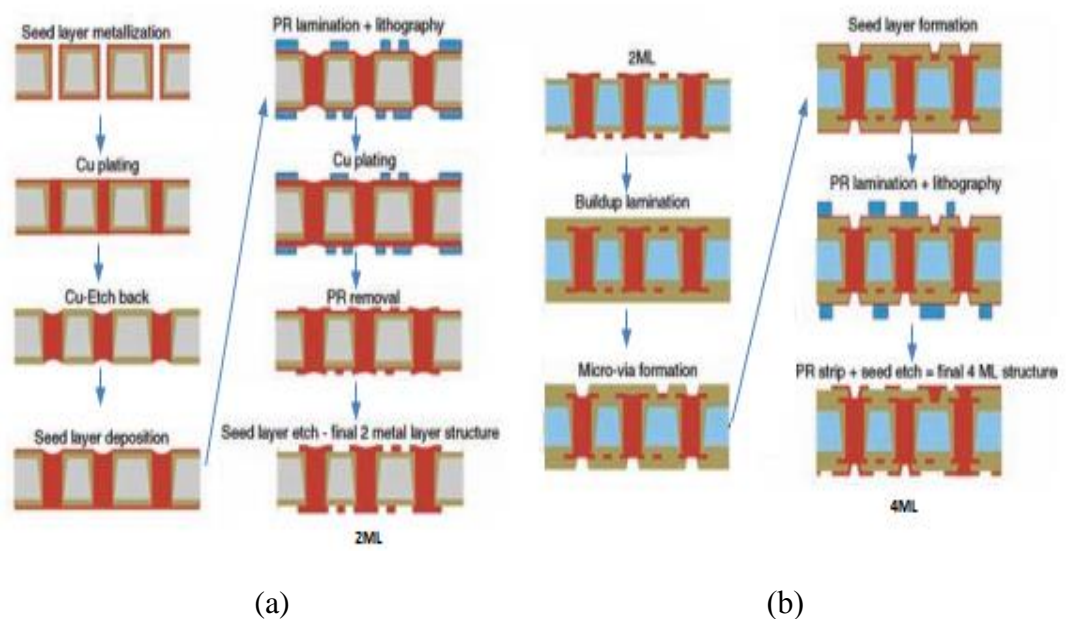 Seed layer metallization
Cu plating
Cu-Etch back
Seed layer deposition
PR lamination + lithography
Cu plating
PR removal
Seed layer etch - final 2 metal layer structure
2ML
(a)
2ML
Buildup lamination
Micro-via formation
Seed layer formation
PR lamination + lithography
PR strip + seed etch = final 4 ML structure
4ML
(b)